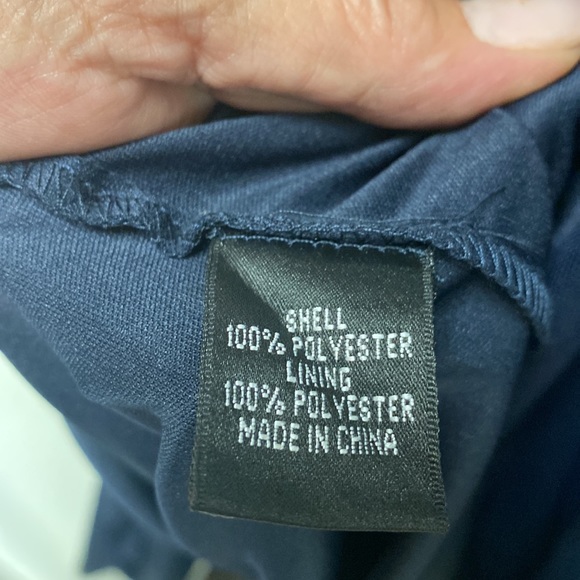 SHELL
100% POLYESTER
LINING
100% POLYESTER
MADE IN CHINA